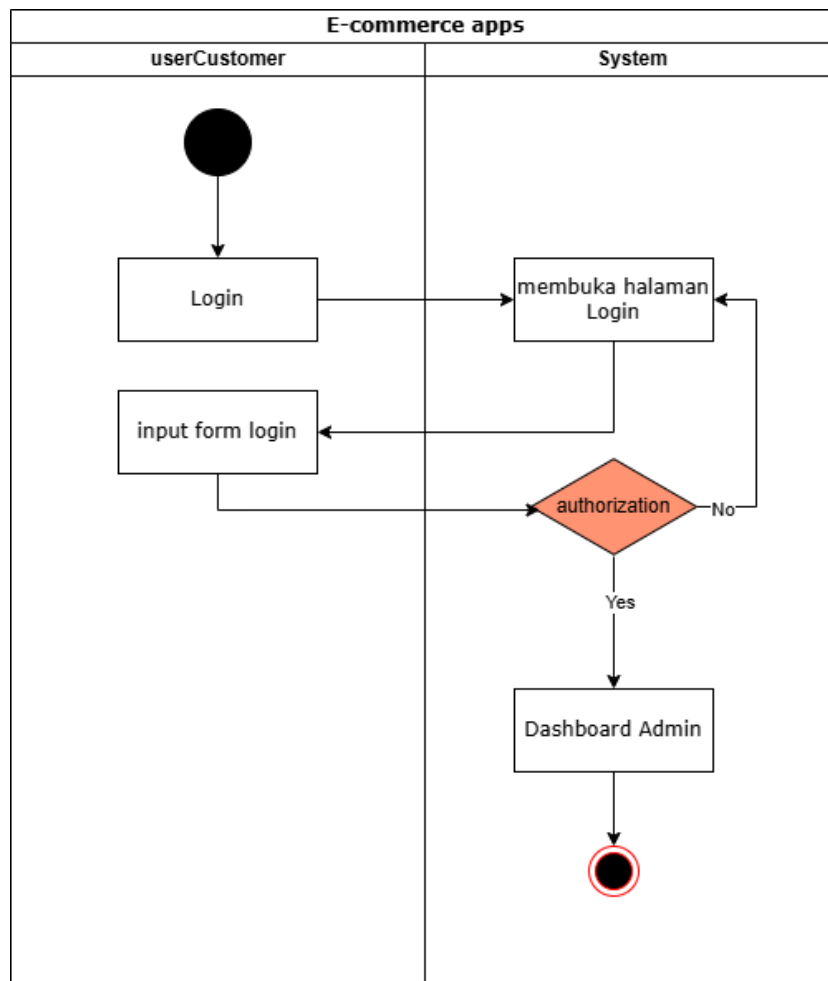 E-commerce apps
userCustomer
System
Login
membuka halaman
Login
input form login
authorization
No
Yes
Dashboard Admin